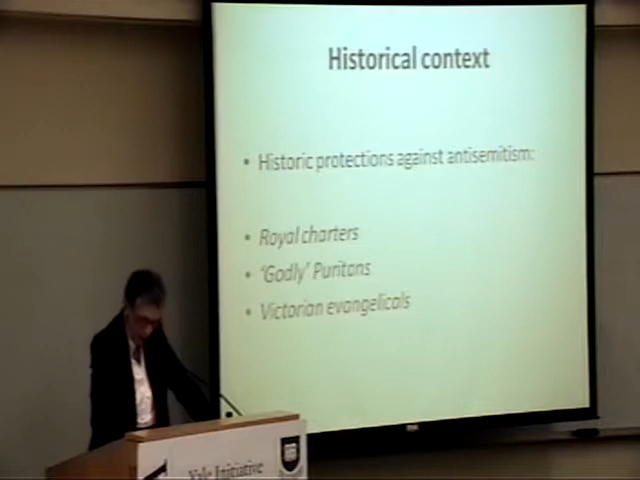 Historical context
• Historic protections against antisemitism:
• Royal charters
• 'Godly' Puritans
• Victorian evangelicals
Yale Initiative